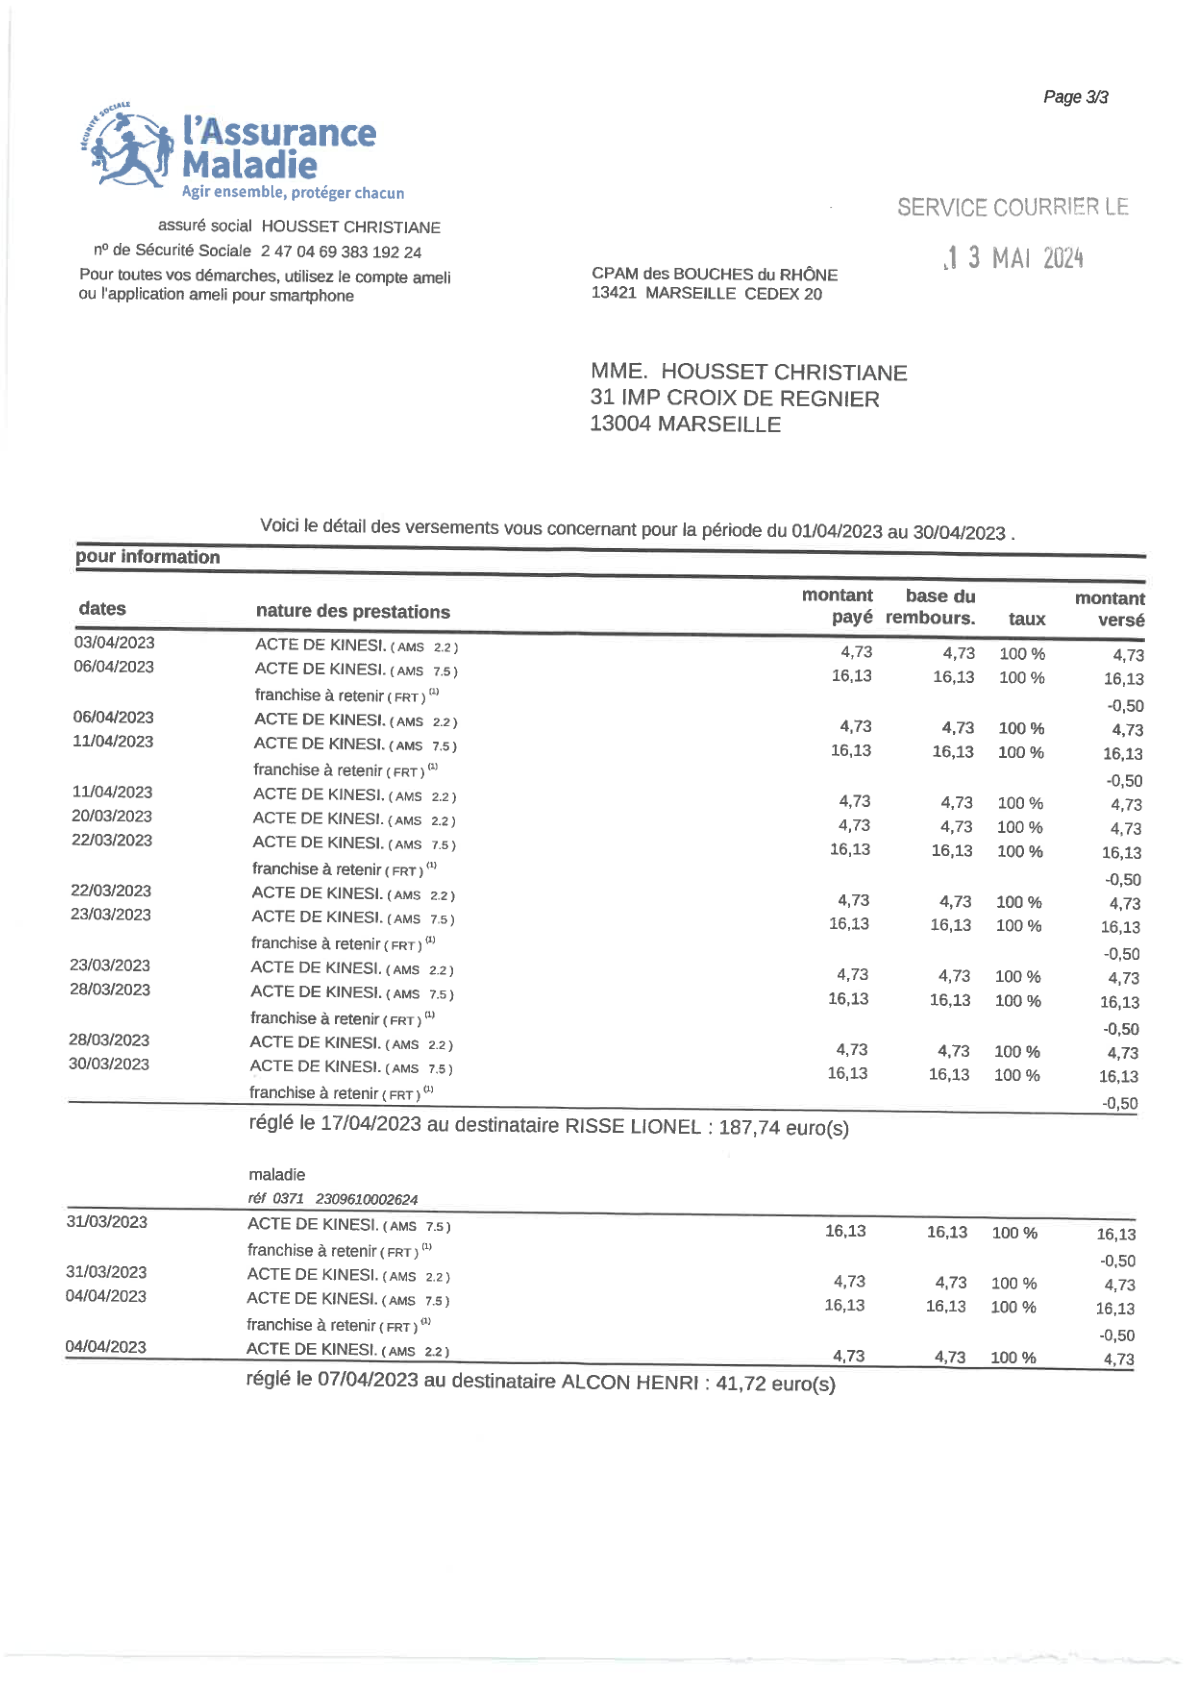 Page 3/3
SÉCURITÉ SOCIALE
l'Assurance
Maladie
Agir ensemble, protéger chacun
SERVICE COURRIER LE
13 MAI 2024
assuré social HOUSSET CHRISTIANE
nº de Sécurité Sociale 2 47 04 69 383 192 24
Pour toutes vos démarches, utilisez le compte ameli
ou l'application ameli pour smartphone
CPAM des BOUCHES du RHÔNE
13421 MARSEILLE CEDEX 20
MME. HOUSSET CHRISTIANE
31 IMP CROIX DE REGNIER
13004 MARSEILLE
Voici le détail des versements vous concernant pour la période du 01/04/2023 au 30/04/2023 .
pour information
dates nature des prestations montant payé base du rembours. taux montant versé
03/04/2023 ACTE DE KINESI. ( AMS 2.2 ) 4,73 4,73 100 % 4,73
06/04/2023 ACTE DE KINESI. ( AMS 7.5 ) 16,13 16,13 100 % 16,13
franchise à retenir ( FRT ) (1) -0,50
06/04/2023 ACTE DE KINESI. ( AMS 2.2 ) 4,73 4,73 100 % 4,73
11/04/2023 ACTE DE KINESI. ( AMS 7.5 ) 16,13 16,13 100 % 16,13
franchise à retenir ( FRT ) (1) -0,50
11/04/2023 ACTE DE KINESI. ( AMS 2.2 ) 4,73 4,73 100 % 4,73
20/03/2023 ACTE DE KINESI. ( AMS 2.2 ) 4,73 4,73 100 % 4,73
22/03/2023 ACTE DE KINESI. ( AMS 7.5 ) 16,13 16,13 100 % 16,13
franchise à retenir ( FRT ) (1) -0,50
22/03/2023 ACTE DE KINESI. ( AMS 2.2 ) 4,73 4,73 100 % 4,73
23/03/2023 ACTE DE KINESI. ( AMS 7.5 ) 16,13 16,13 100 % 16,13
franchise à retenir ( FRT ) (1) -0,50
23/03/2023 ACTE DE KINESI. ( AMS 2.2 ) 4,73 4,73 100 % 4,73
28/03/2023 ACTE DE KINESI. ( AMS 7.5 ) 16,13 16,13 100 % 16,13
franchise à retenir ( FRT ) (1) -0,50
28/03/2023 ACTE DE KINESI. ( AMS 2.2 ) 4,73 4,73 100 % 4,73
30/03/2023 ACTE DE KINESI. ( AMS 7.5 ) 16,13 16,13 100 % 16,13
franchise à retenir ( FRT ) (1) -0,50
réglé le 17/04/2023 au destinataire RISSE LIONEL : 187,74 euro(s)
maladie
réf 0371 2309610002624
31/03/2023 ACTE DE KINESI. ( AMS 7.5 ) 16,13 16,13 100 % 16,13
franchise à retenir ( FRT ) (1) -0,50
31/03/2023 ACTE DE KINESI. ( AMS 2.2 ) 4,73 4,73 100 % 4,73
04/04/2023 ACTE DE KINESI. ( AMS 7.5 ) 16,13 16,13 100 % 16,13
franchise à retenir ( FRT ) (1) -0,50
04/04/2023 ACTE DE KINESI. ( AMS 2.2 ) 4,73 4,73 100 % 4,73
réglé le 07/04/2023 au destinataire ALCON HENRI : 41,72 euro(s)